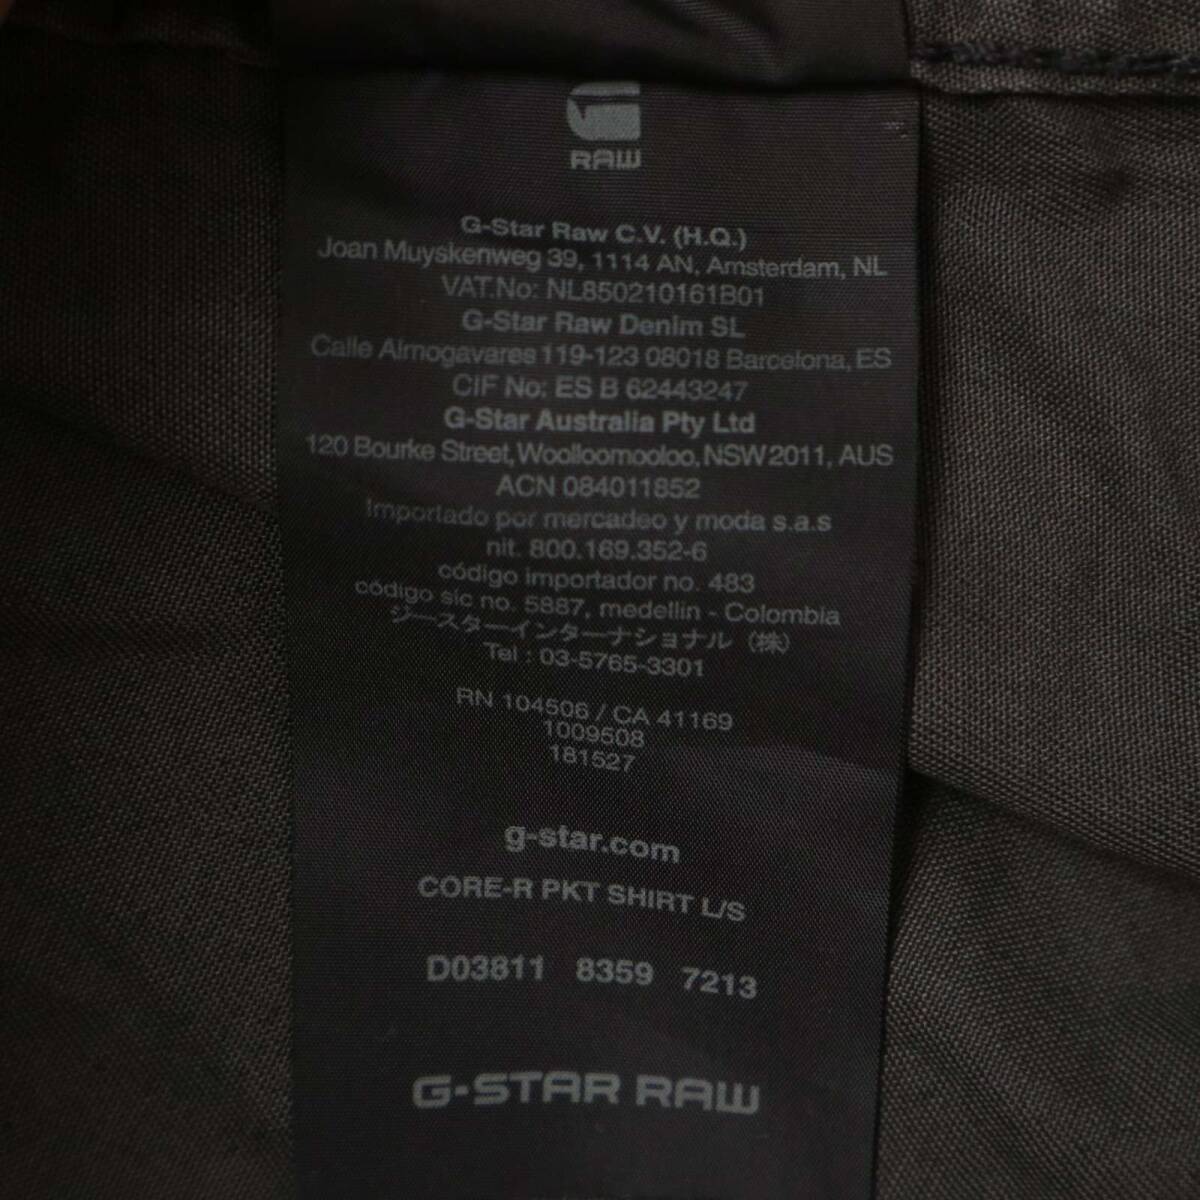 RAW
G-Star Raw C.V. (H.Q.)
Joan Muyskenweg 39, 1114 AN, Amsterdam, NL
VAT.No: NL850210161B01
G-Star Raw Denim SL
Calle Almogavares 119-123 08018 Barcelona, ES
CIF No: ES B 62443247
G-Star Australia Pty Ltd
120 Bourke Street, Woolloomooloo, NSW 2011, AUS
ACN 084011852
Importado por mercadeo y moda s.a.s
nit. 800.169.352-6
código importador no. 483
código sic no. 5887, medellin - Colombia
ジースターインターナショナル（株）
Tel : 03-5765-3301
RN 104506 / CA 41169
1009508
181527
g-star.com
CORE-R PKT SHIRT L/S
D03811 8359 7213
G-STAR RAW